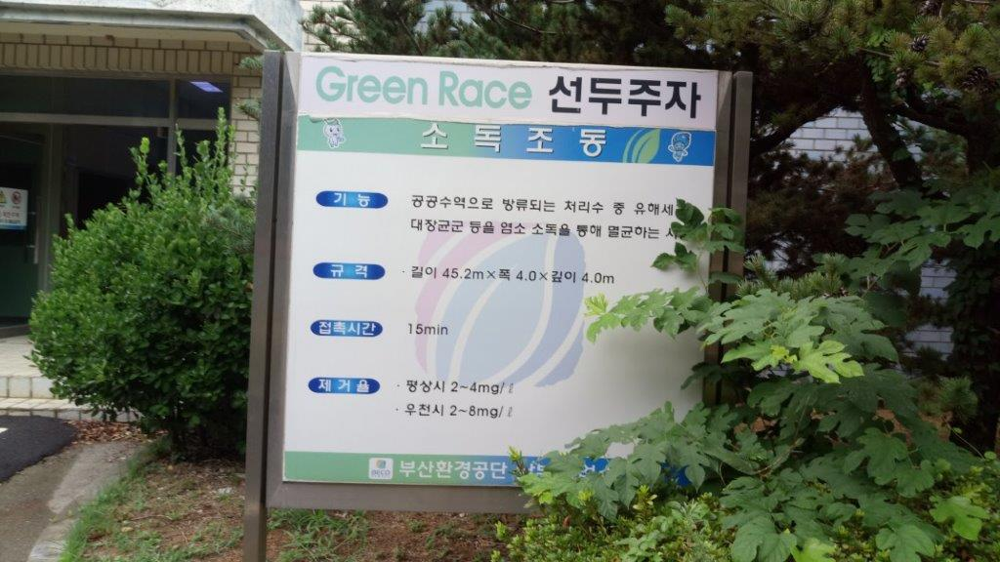 Green Race 선두주자
소독조동
기능
공공수역으로 방류되는 처리수 중 유해세
대장균군 등을 염소 소독을 통해 멸균하는
규격
· 길이 45.2m×폭 4.0×깊이 4.0m
접촉시간
15min
제거율
· 평상시 2~4mg/ℓ
· 우천시 2~8mg/ℓ
BECO 부산환경공단